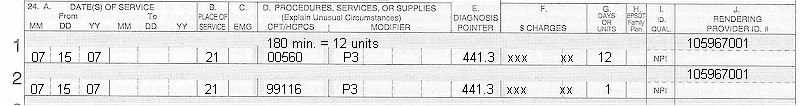 24. A. DATE(S) OF SERVICE B. C. D. PROCEDURES, SERVICES, OR SUPPLIES E. F. G. H. I. J.
From To PLACE OF (Explain Unusual Circumstances) DIAGNOSIS DAYS OR UNITS EPSDT Family Plan ID. RENDERING
MM DD YY MM DD YY SERVICE EMG CPT/HCPCS MODIFIER POINTER $ CHARGES QUAL. PROVIDER ID. #
1 180 min. = 12 units 105967001
07 15 07 21 00560 P3 441.3 xxx xx 12 NPI
2 105967001
07 15 07 21 99116 P3 441.3 xxx xx 1 NPI